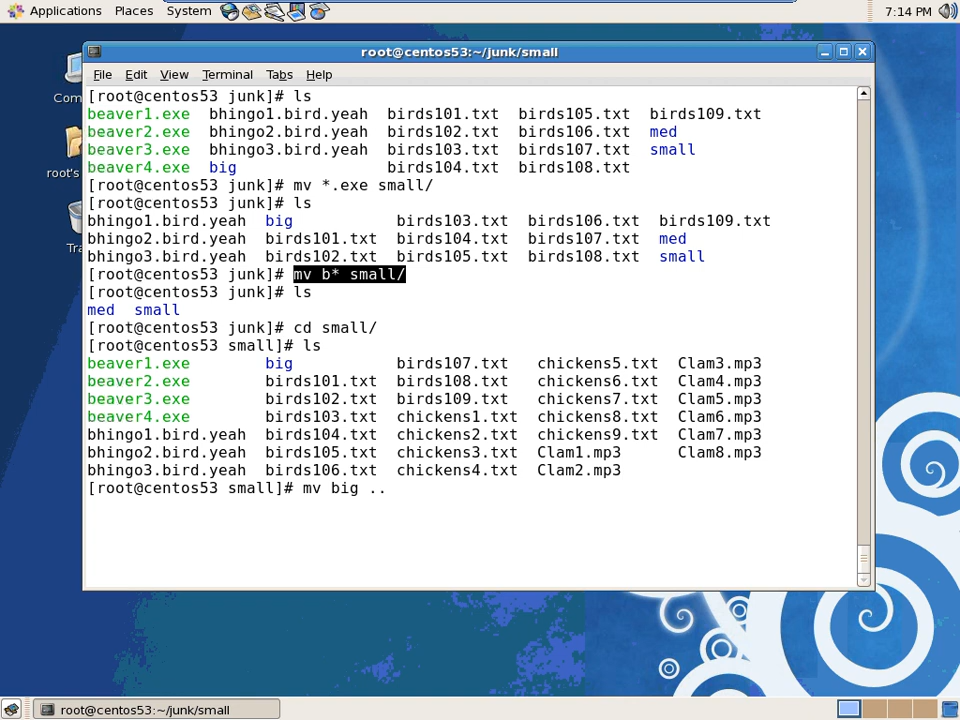 Applications Places System 7:14 PM
root@centos53:~/junk/small
File Edit View Terminal Tabs Help
[root@centos53 junk]# ls
beaver1.exe bhingo1.bird.yeah birds101.txt birds105.txt birds109.txt
beaver2.exe bhingo2.bird.yeah birds102.txt birds106.txt med
beaver3.exe bhingo3.bird.yeah birds103.txt birds107.txt small
beaver4.exe big birds104.txt birds108.txt
[root@centos53 junk]# mv *.exe small/
[root@centos53 junk]# ls
bhingo1.bird.yeah big birds103.txt birds106.txt birds109.txt
bhingo2.bird.yeah birds101.txt birds104.txt birds107.txt med
bhingo3.bird.yeah birds102.txt birds105.txt birds108.txt small
[root@centos53 junk]# mv b* small/
[root@centos53 junk]# ls
med small
[root@centos53 junk]# cd small/
[root@centos53 small]# ls
beaver1.exe big birds107.txt chickens5.txt Clam3.mp3
beaver2.exe birds101.txt birds108.txt chickens6.txt Clam4.mp3
beaver3.exe birds102.txt birds109.txt chickens7.txt Clam5.mp3
beaver4.exe birds103.txt chickens1.txt chickens8.txt Clam6.mp3
bhingo1.bird.yeah birds104.txt chickens2.txt chickens9.txt Clam7.mp3
bhingo2.bird.yeah birds105.txt chickens3.txt Clam1.mp3 Clam8.mp3
bhingo3.bird.yeah birds106.txt chickens4.txt Clam2.mp3
[root@centos53 small]# mv big ..
Com
root's
Tra
root@centos53:~/junk/small